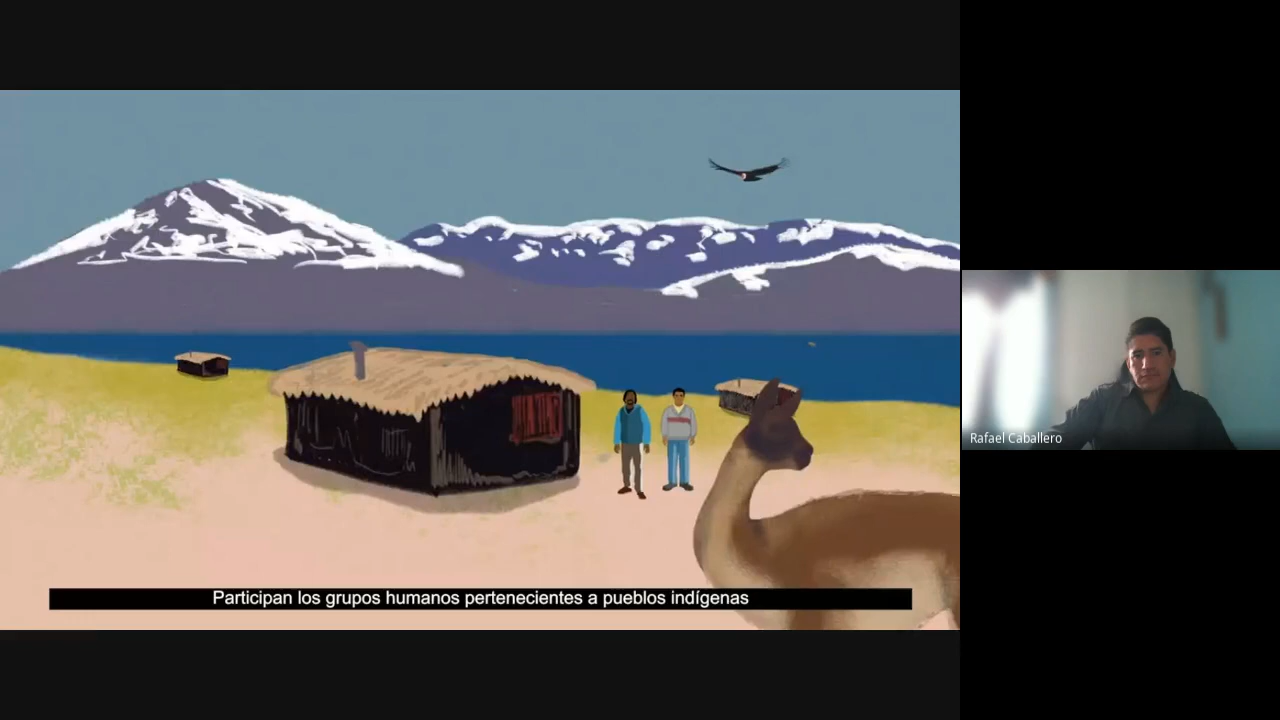 Participan los grupos humanos pertenecientes a pueblos indígenas
Rafael Caballero